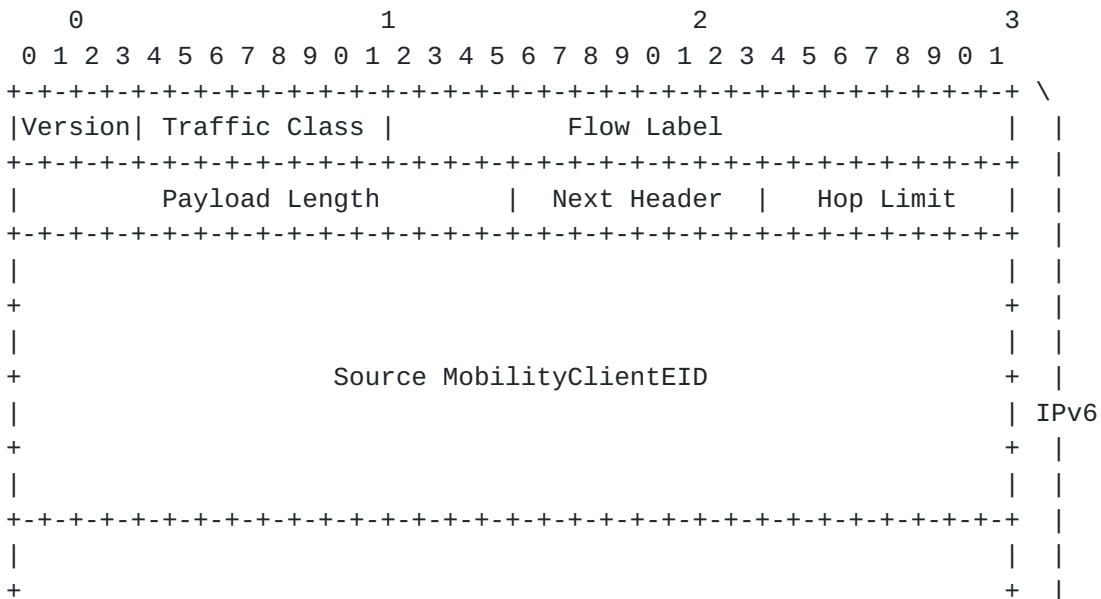 0                   1                   2                   3
 0 1 2 3 4 5 6 7 8 9 0 1 2 3 4 5 6 7 8 9 0 1 2 3 4 5 6 7 8 9 0 1
+-+-+-+-+-+-+-+-+-+-+-+-+-+-+-+-+-+-+-+-+-+-+-+-+-+-+-+-+-+-+-+-+ \
|Version| Traffic Class |           Flow Label                  |  |
+-+-+-+-+-+-+-+-+-+-+-+-+-+-+-+-+-+-+-+-+-+-+-+-+-+-+-+-+-+-+-+-+  |
|         Payload Length        |  Next Header  |   Hop Limit   |  |
+-+-+-+-+-+-+-+-+-+-+-+-+-+-+-+-+-+-+-+-+-+-+-+-+-+-+-+-+-+-+-+-+  |
|                                                               |  |
+                                                               +  |
|                                                               |  |
+                    Source MobilityClientEID                   +  |
|                                                               | IPv6
+                                                               +  |
|                                                               |  |
+-+-+-+-+-+-+-+-+-+-+-+-+-+-+-+-+-+-+-+-+-+-+-+-+-+-+-+-+-+-+-+-+  |
|                                                               |  |
+                                                               +  |